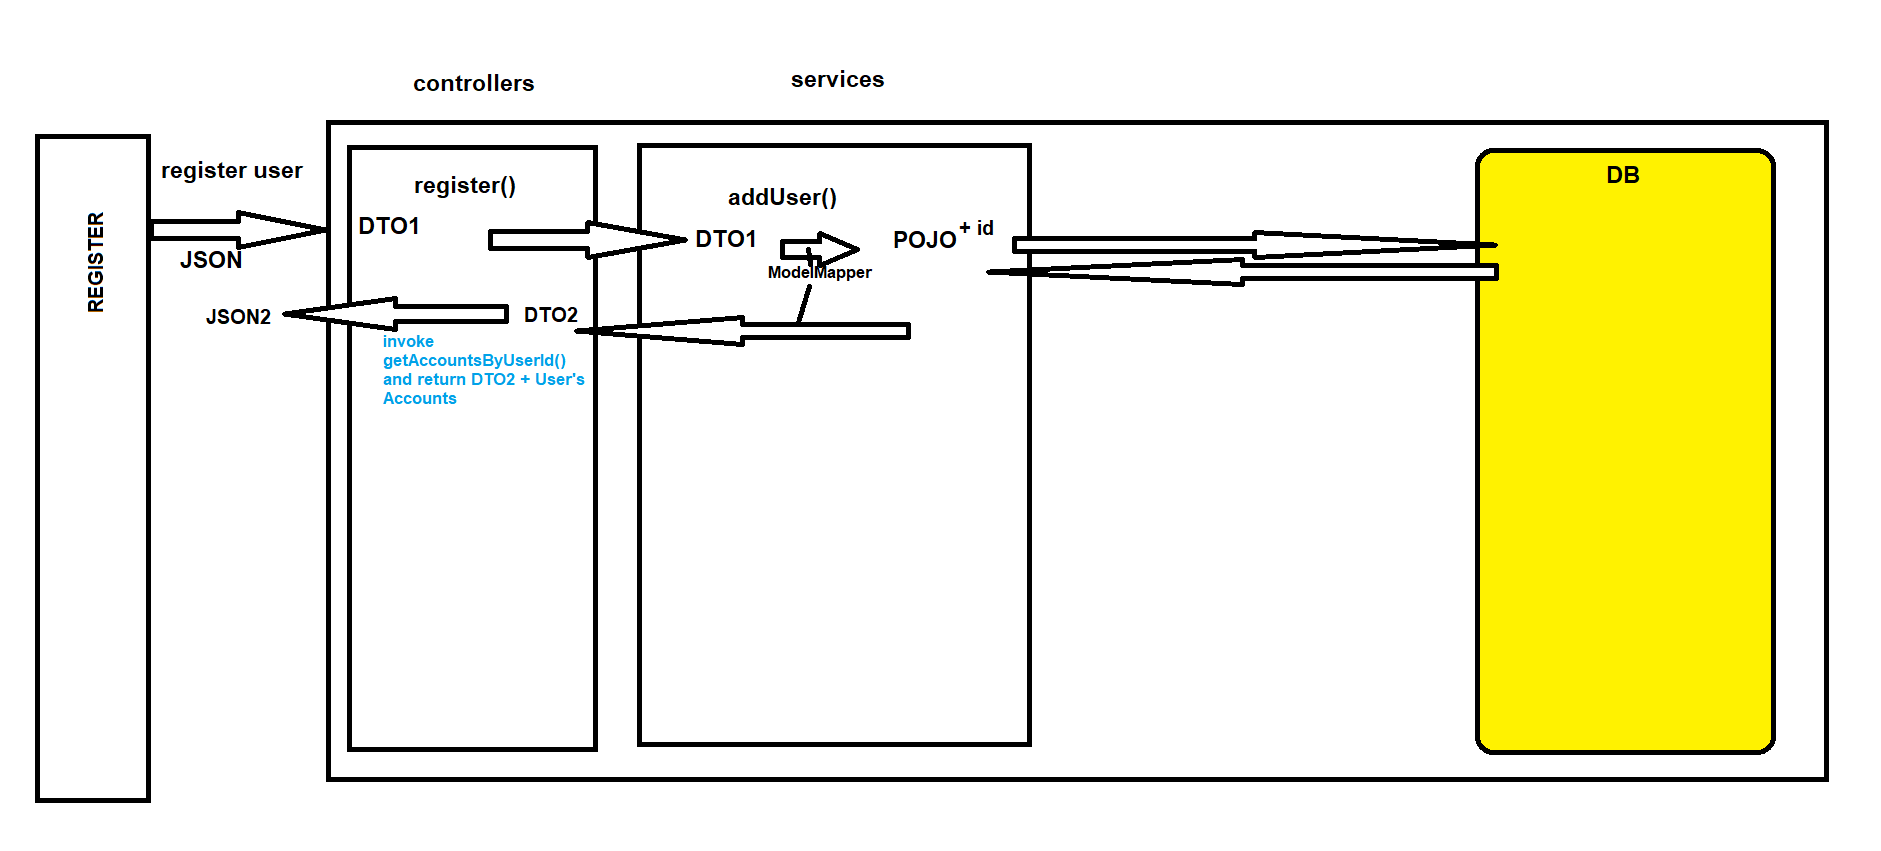 controllers
services
register user
REGISTER
JSON
JSON2
register()
DTO1
DTO2
invoke
getAccountsByUserId()
and return DTO2 + User's
Accounts
addUser()
DTO1
POJO + id
ModelMapper
DB